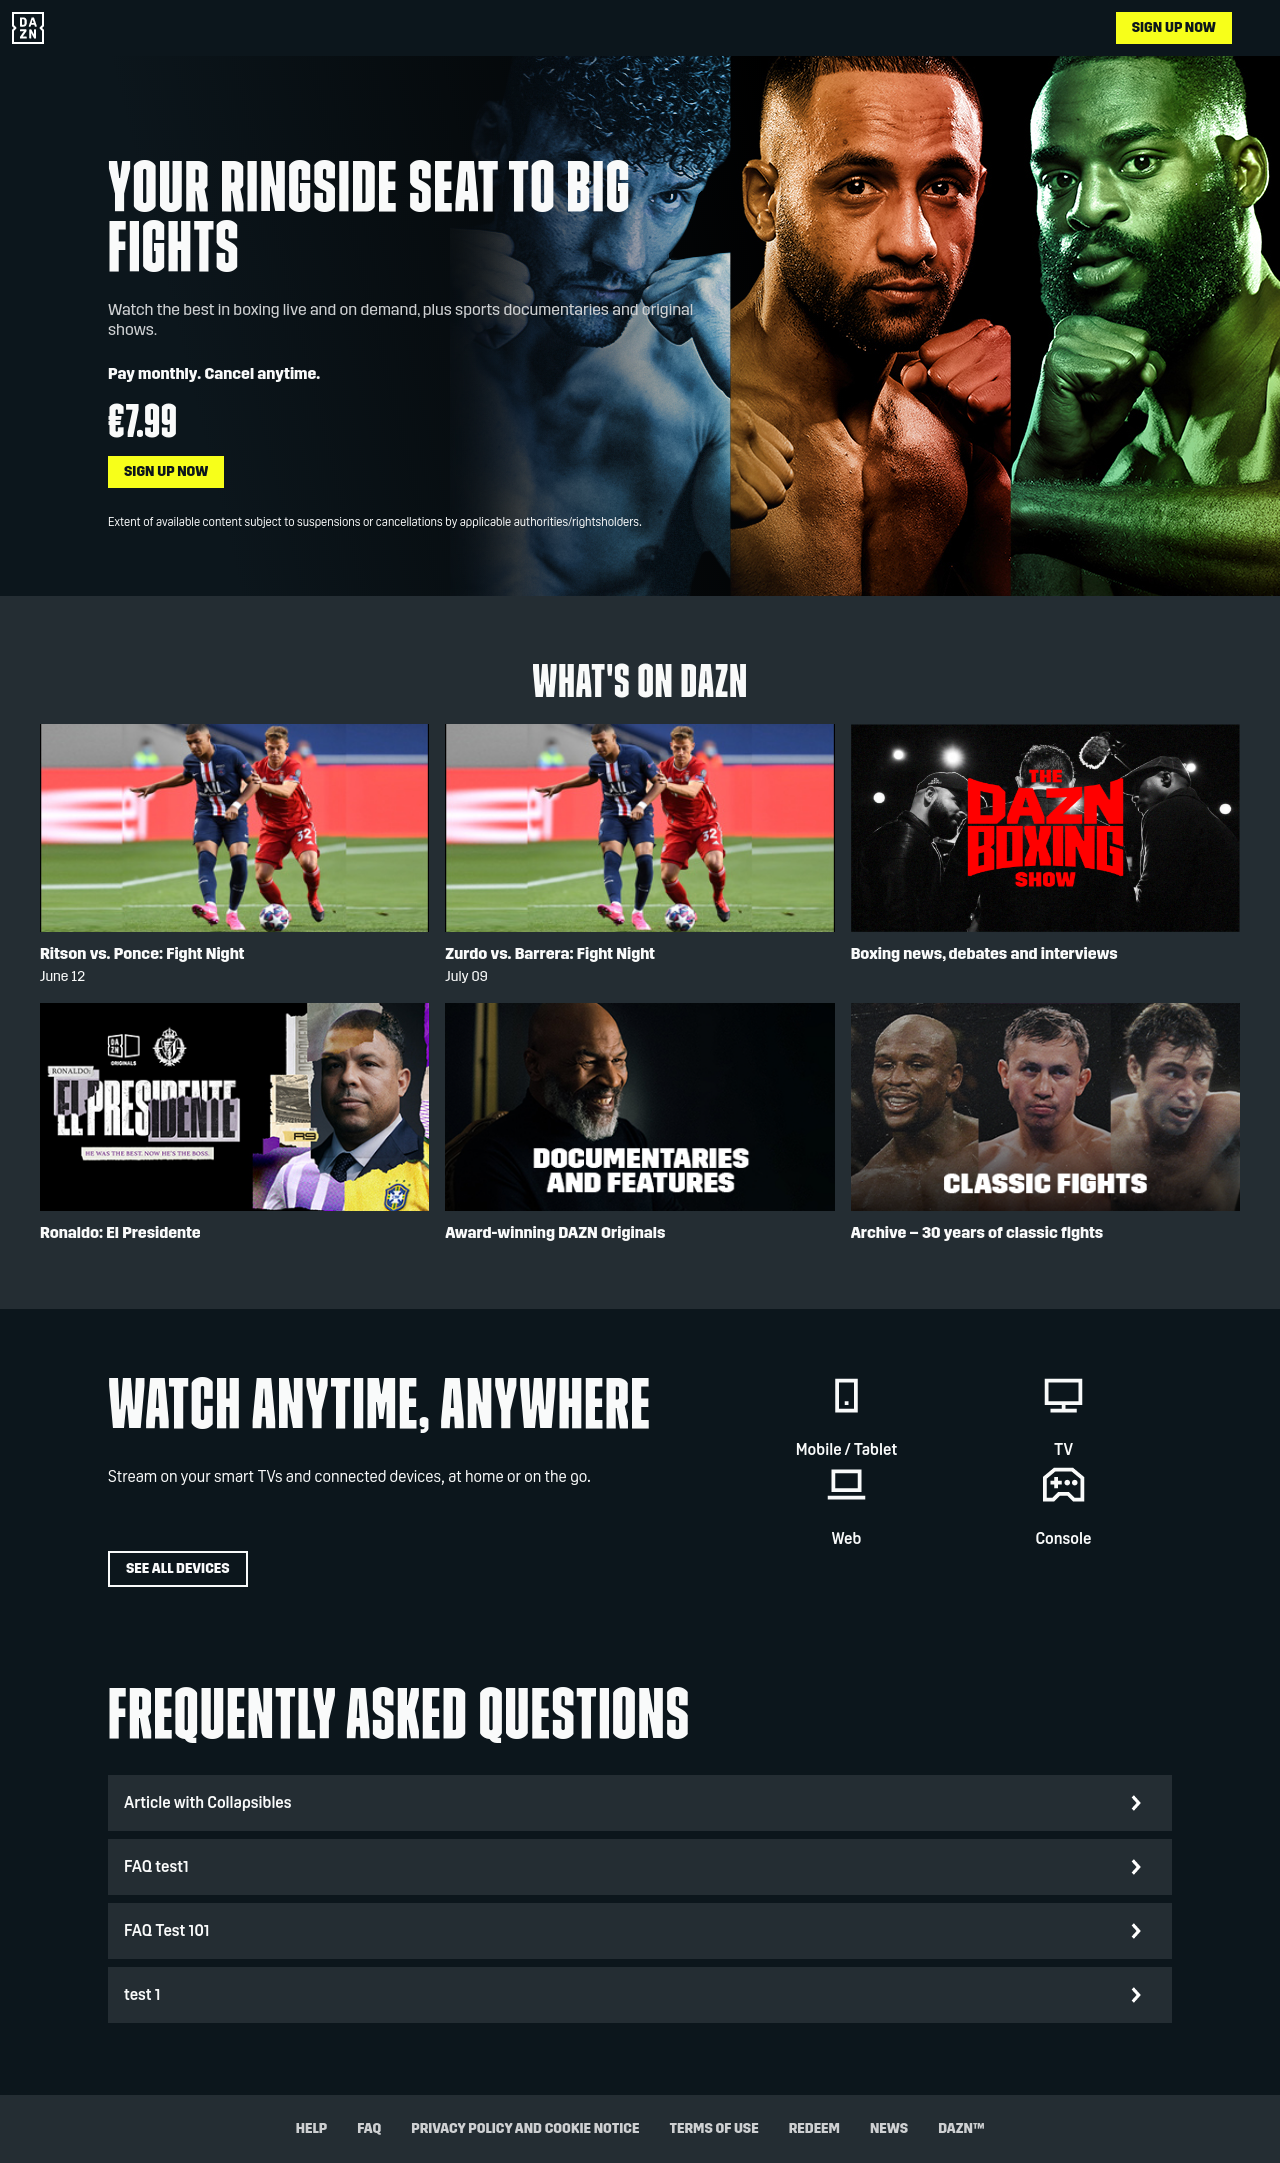 DA
ZN
SIGN UP NOW
YOUR RINGSIDE SEAT TO BIG
FIGHTS
Watch the best in boxing live and on demand, plus sports documentaries and original
shows.
Pay monthly. Cancel anytime.
€7.99
SIGN UP NOW
Extent of available content subject to suspensions or cancellations by applicable authorities/rightsholders.
WHAT'S ON DAZN
32
32
THE
DAZN
BOXING
SHOW
Ritson vs. Ponce: Fight Night
June 12
Zurdo vs. Barrera: Fight Night
July 09
Boxing news, debates and interviews
DA
ZN
ORIGINALS
RONALDO:
EL PRESIDENTE
HE WAS THE BEST. NOW HE'S THE BOSS.
R9
DOCUMENTARIES
AND FEATURES
CLASSIC FIGHTS
Ronaldo: El Presidente
Award-winning DAZN Originals
Archive – 30 years of classic fights
WATCH ANYTIME, ANYWHERE
Stream on your smart TVs and connected devices, at home or on the go.
SEE ALL DEVICES
Mobile / Tablet
TV
Web
Console
FREQUENTLY ASKED QUESTIONS
Article with Collapsibles
FAQ test1
FAQ Test 101
test 1
HELP FAQ PRIVACY POLICY AND COOKIE NOTICE TERMS OF USE REDEEM NEWS DAZN™